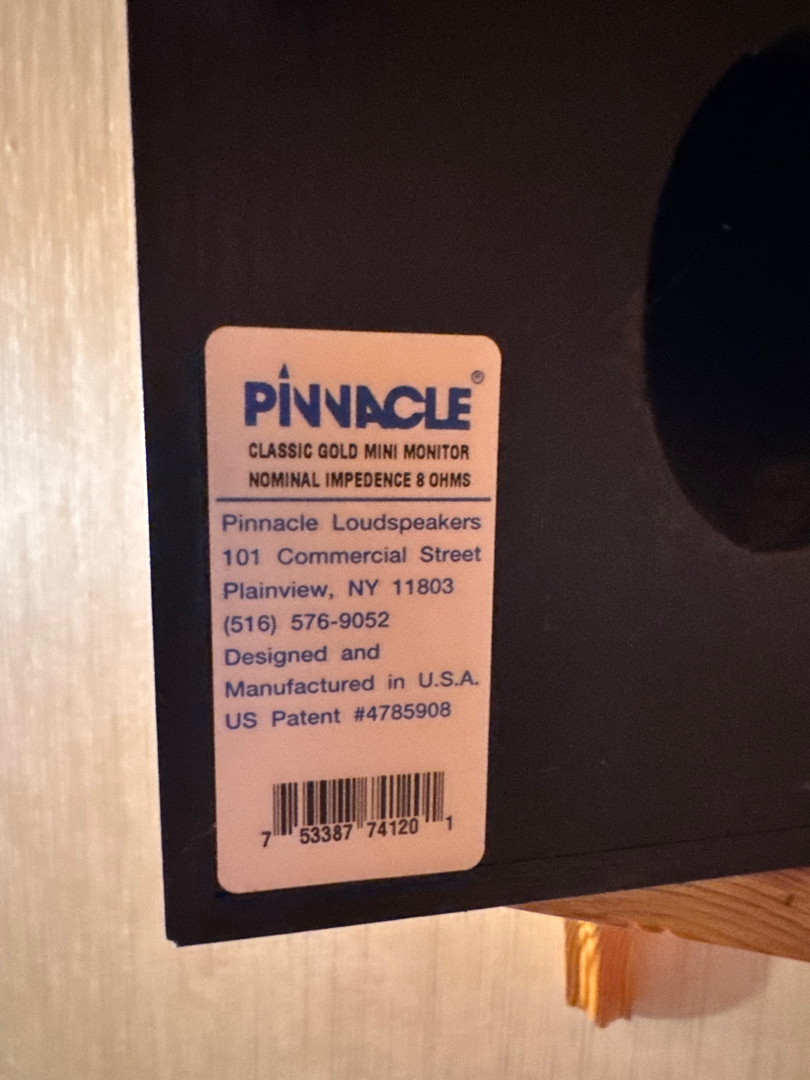 PINNACLE®
CLASSIC GOLD MINI MONITOR
NOMINAL IMPEDENCE 8 OHMS
Pinnacle Loudspeakers
101 Commercial Street
Plainview, NY 11803
(516) 576-9052
Designed and
Manufactured in U.S.A.
US Patent #4785908
7 53387 74120 1